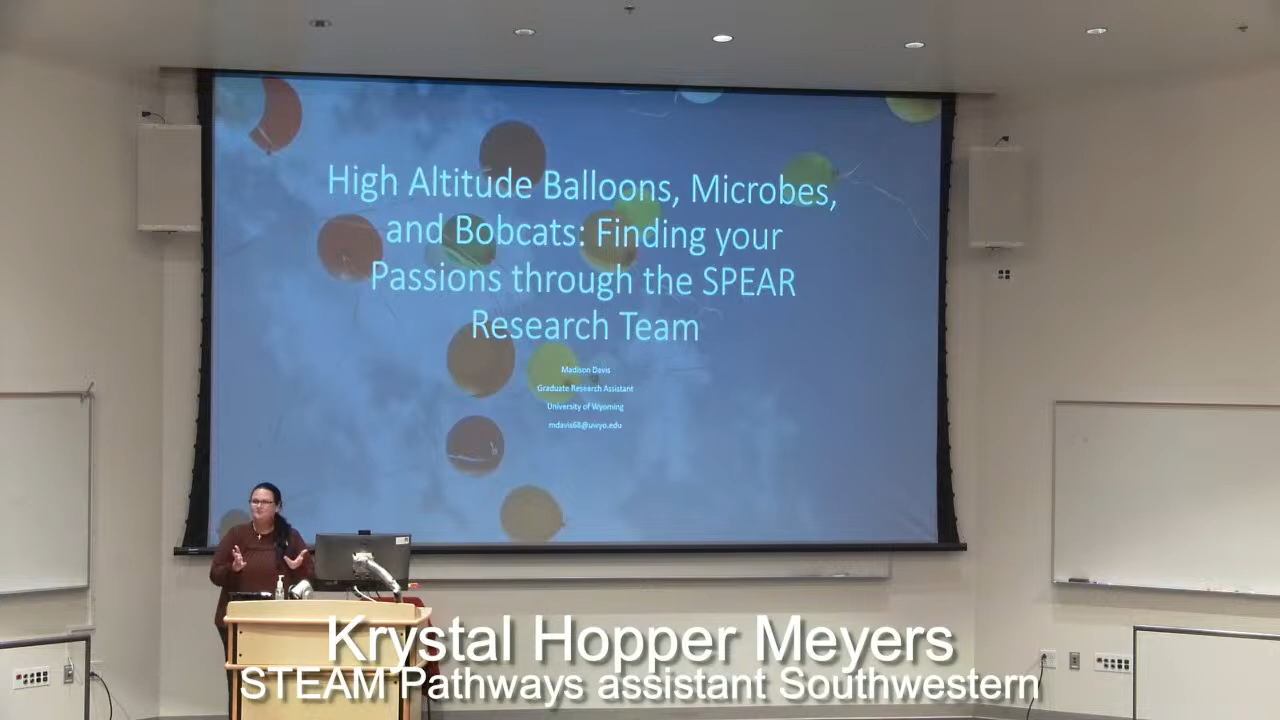 High Altitude Balloons, Microbes,
and Bobcats: Finding your
Passions through the SPEAR
Research Team
Madison Davis
Graduate Research Assistant
University of Wyoming
mdavis68@uwyo.edu
Krystal Hopper Meyers
STEAM Pathways assistant Southwestern